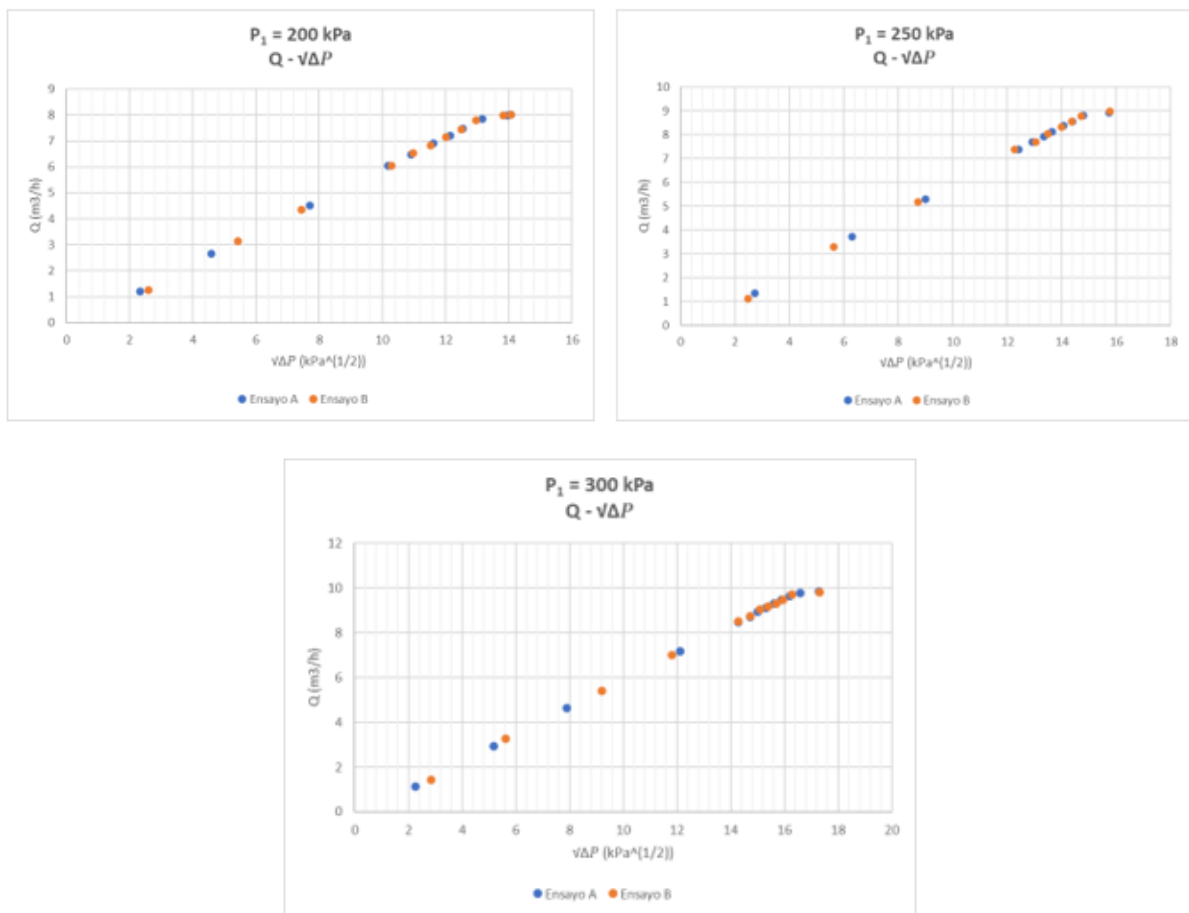 P₁ = 200 kPa
Q - √ΔP
9
8
7
6
5
4
3
2
1
0
Q (m3/h)
0 2 4 6 8 10 12 14 16
√ΔP (kPa^(1/2))
Ensayo A Ensayo B
P₁ = 250 kPa
Q - √ΔP
10
9
8
7
6
5
4
3
2
1
0
Q (m3/h)
0 2 4 6 8 10 12 14 16 18
√ΔP (kPa^(1/2))
Ensayo A Ensayo B
P₁ = 300 kPa
Q - √ΔP
12
10
8
6
4
2
0
Q (m3/h)
0 2 4 6 8 10 12 14 16 18 20
√ΔP (kPa^(1/2))
Ensayo A Ensayo B